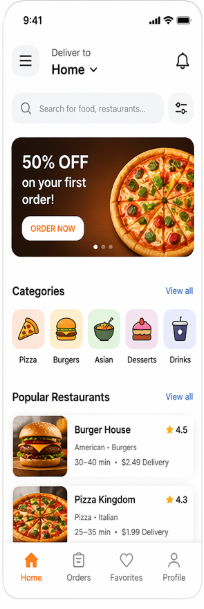 9:41
Deliver to
Home
Search for food, restaurants...
50% OFF
on your first
order!
ORDER NOW
Categories
View all
Pizza
Burgers
Asian
Desserts
Drinks
Popular Restaurants
View all
Burger House
4.5
American • Burgers
30–40 min • $2.49 Delivery
Pizza Kingdom
4.3
Pizza • Italian
25–35 min • $1.99 Delivery
Home
Orders
Favorites
Profile